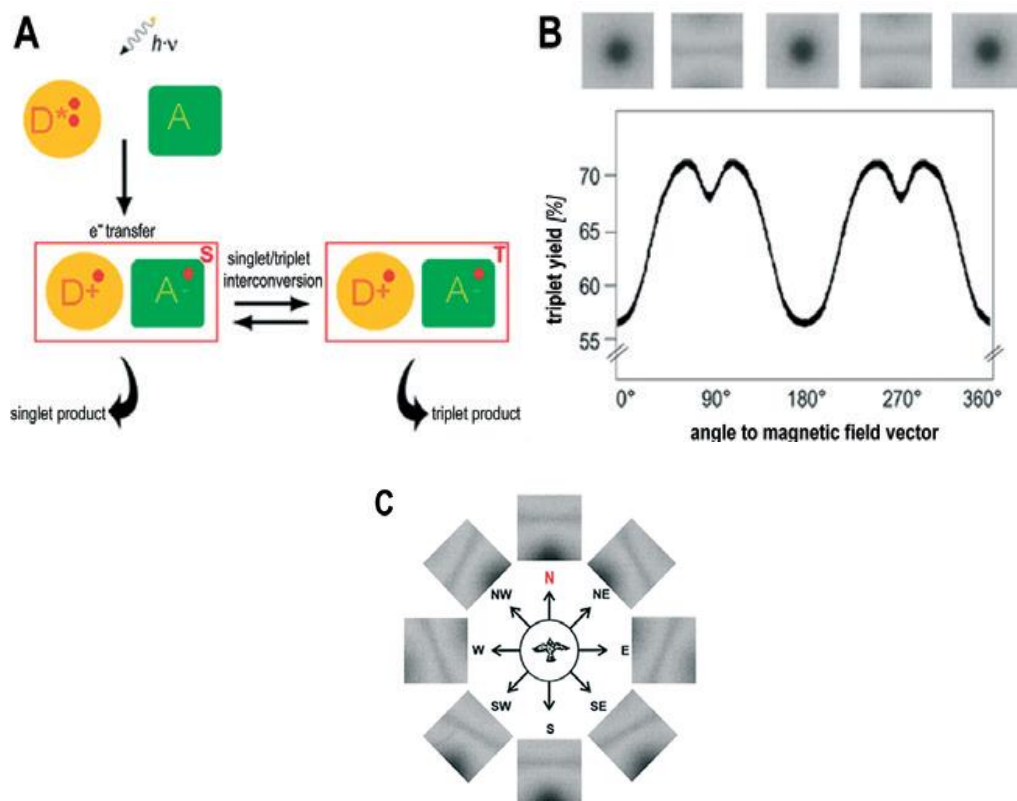 A
h·ν
D*
A
e⁻ transfer
S
D+
A-
singlet/triplet
interconversion
T
D+
A-
singlet product
triplet product
B
triplet yield [%]
70
65
60
55
0° 90° 180° 270° 360°
angle to magnetic field vector
C
N
NW NE
W E
SW SE
S